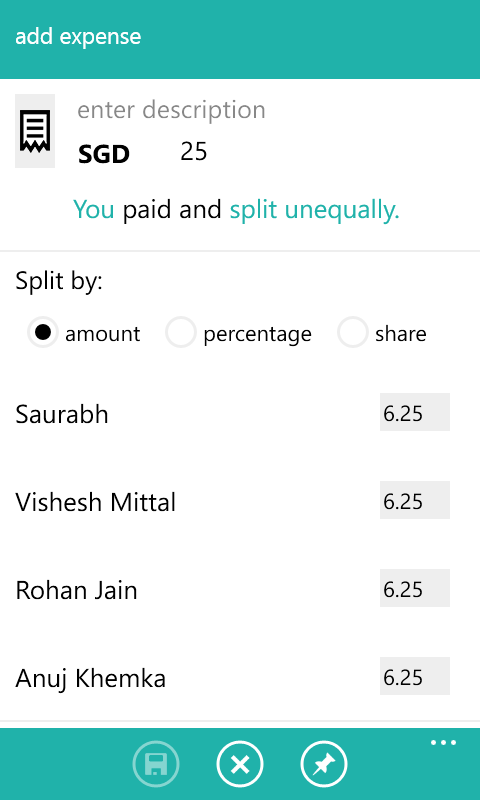 add expense
enter description
SGD 25
You paid and split unequally.
Split by:
amount percentage share
Saurabh 6.25
Vishesh Mittal 6.25
Rohan Jain 6.25
Anuj Khemka 6.25